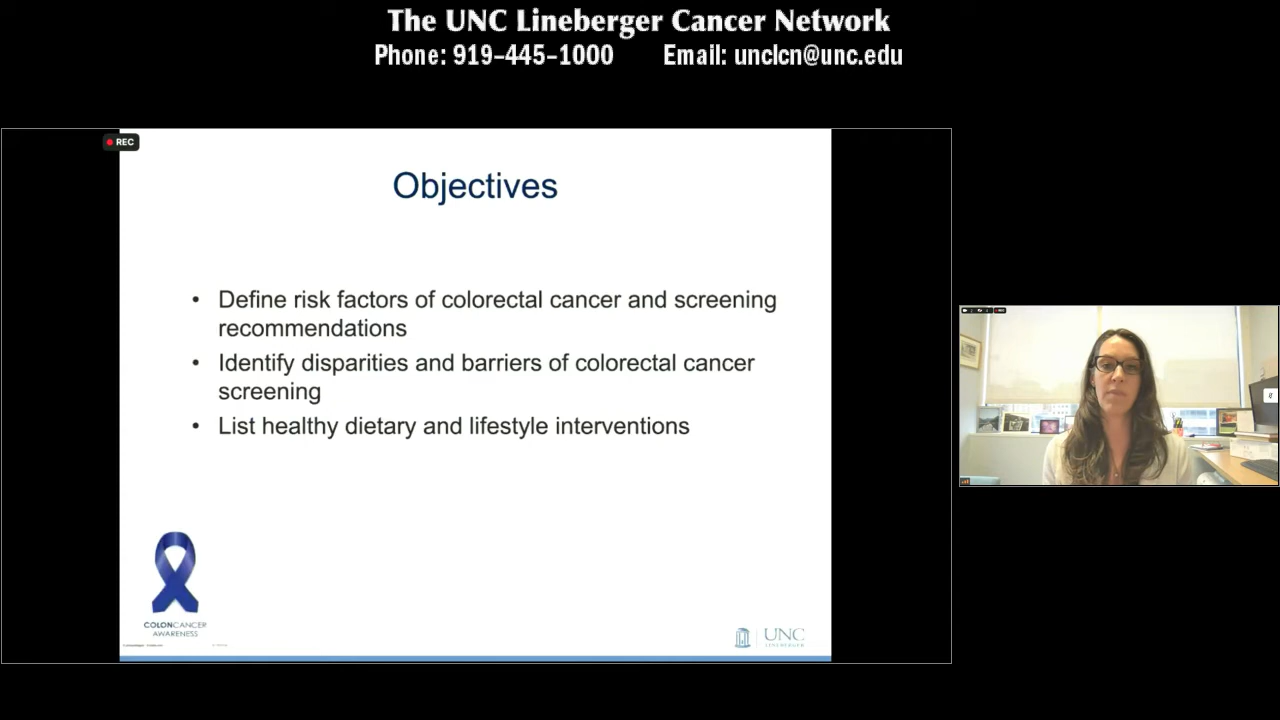 The UNC Lineberger Cancer Network
Phone: 919-445-1000 Email: unclcn@unc.edu
REC
Objectives
• Define risk factors of colorectal cancer and screening
recommendations
• Identify disparities and barriers of colorectal cancer
screening
• List healthy dietary and lifestyle interventions
COLONCANCER
AWARENESS
UNC
LINEBERGER